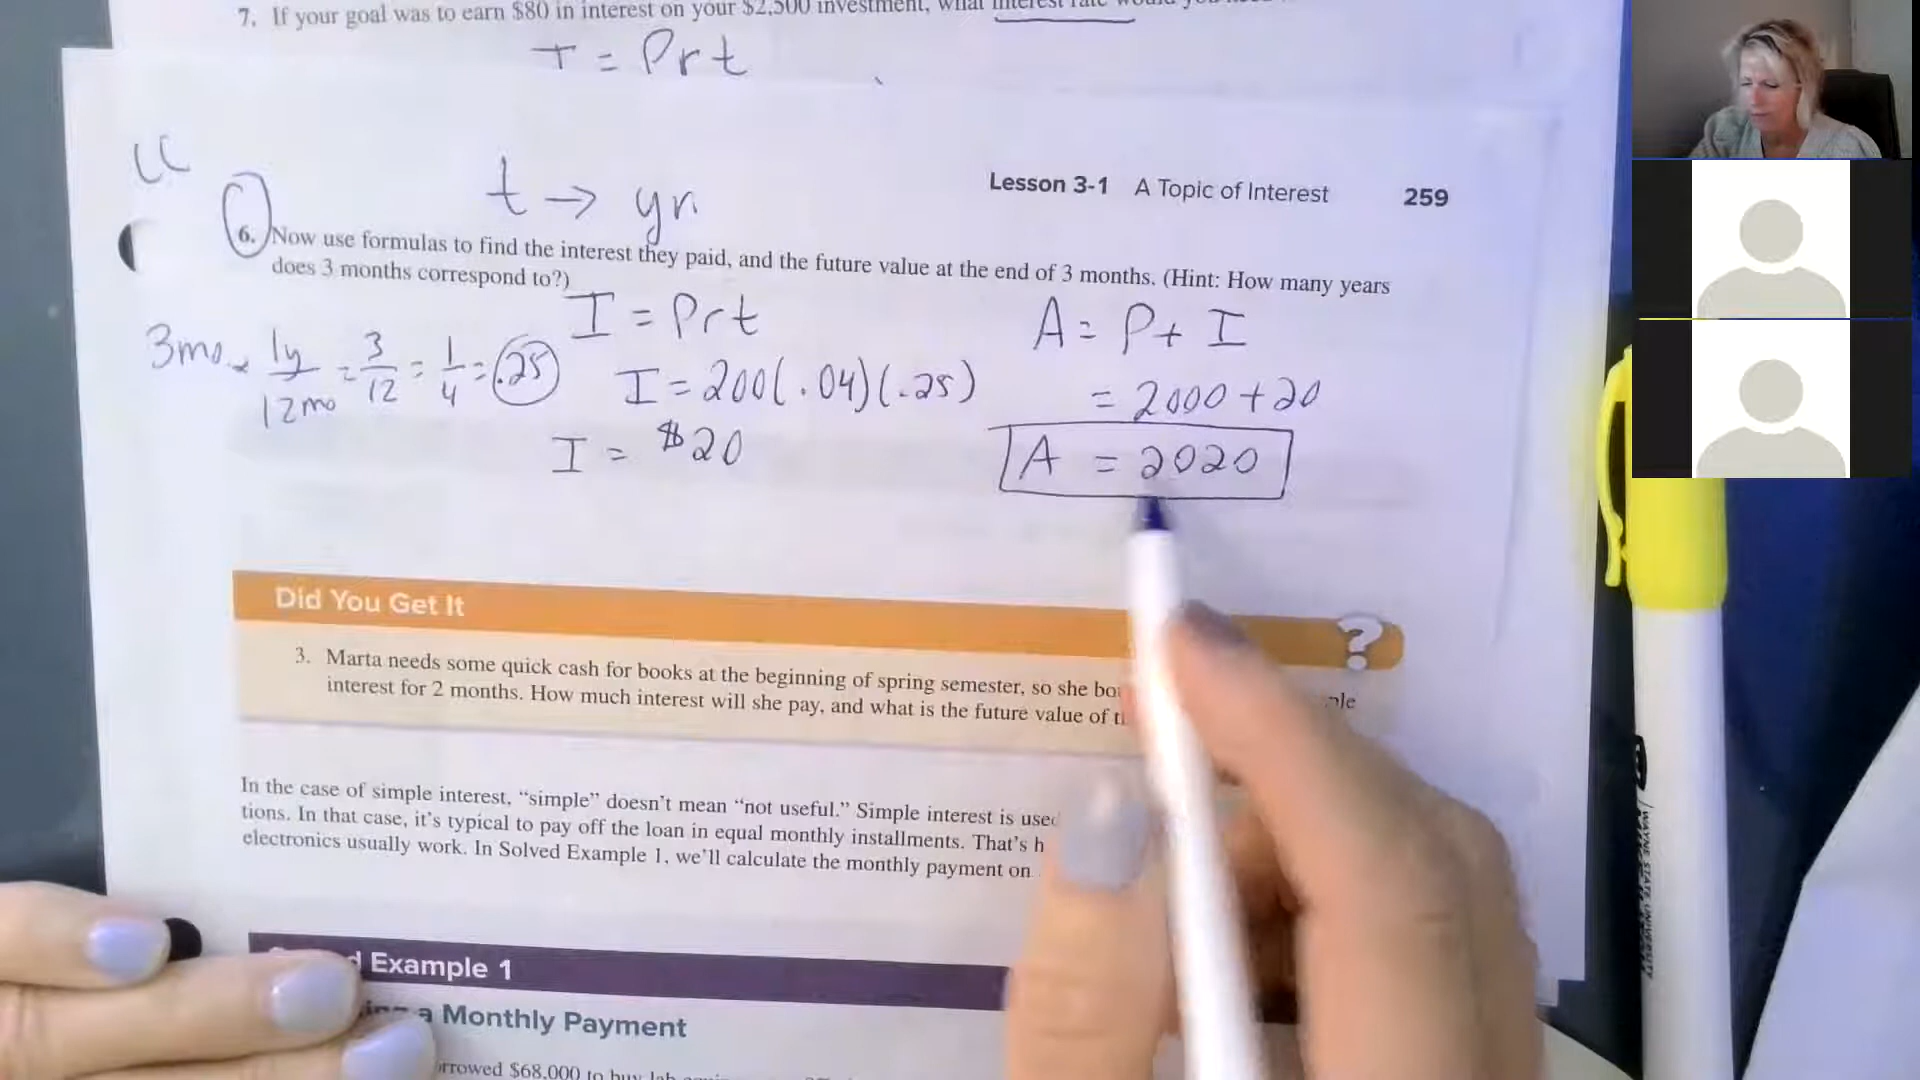 7. If your goal was to earn $80 in interest on your $2,500 investment, what interest rate would you need
I = Prt
t → yr
Lesson 3-1 A Topic of Interest 259
6. Now use formulas to find the interest they paid, and the future value at the end of 3 months. (Hint: How many years
does 3 months correspond to?)
I = Prt
A = P + I
3mo. 1y/12mo = 3/12 = 1/4 = .25
I = 200(.04)(.25)
= 2000 + 20
I = $20
A = 2020
Did You Get It
?
3. Marta needs some quick cash for books at the beginning of spring semester, so she
interest for 2 months. How much interest will she pay, and what is the future value of
In the case of simple interest, “simple” doesn’t mean “not useful.” Simple interest is
tions. In that case, it’s typical to pay off the loan in equal monthly installments. That’s
electronics usually work. In Solved Example 1, we’ll calculate the monthly payment on
Example 1
a Monthly Payment
$68,000 to buy lab
WAYNE STATE UNIVERSITY